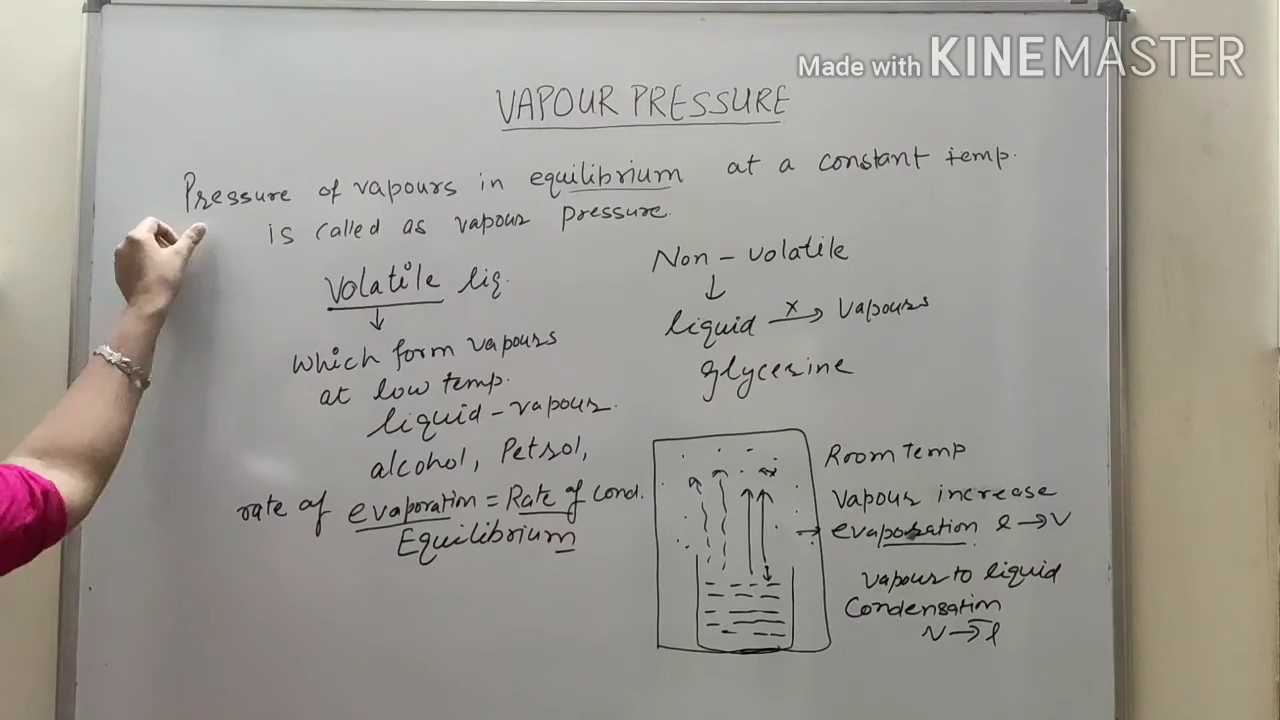 Made with KINEMASTER
VAPOUR PRESSURE
Pressure of vapours in equilibrium at a constant temp.
is called as vapour pressure.
Volatile liq.
↓
which form vapours
at low temp.
liquid - vapour.
alcohol, Petrol,
rate of evaporation = Rate of cond.
Equilibrium
Non - volatile
↓
liquid x→ vapours
glycerine
Room temp
Vapour increase
→ evaporation l → V
vapour to liquid
Condensation
V → l